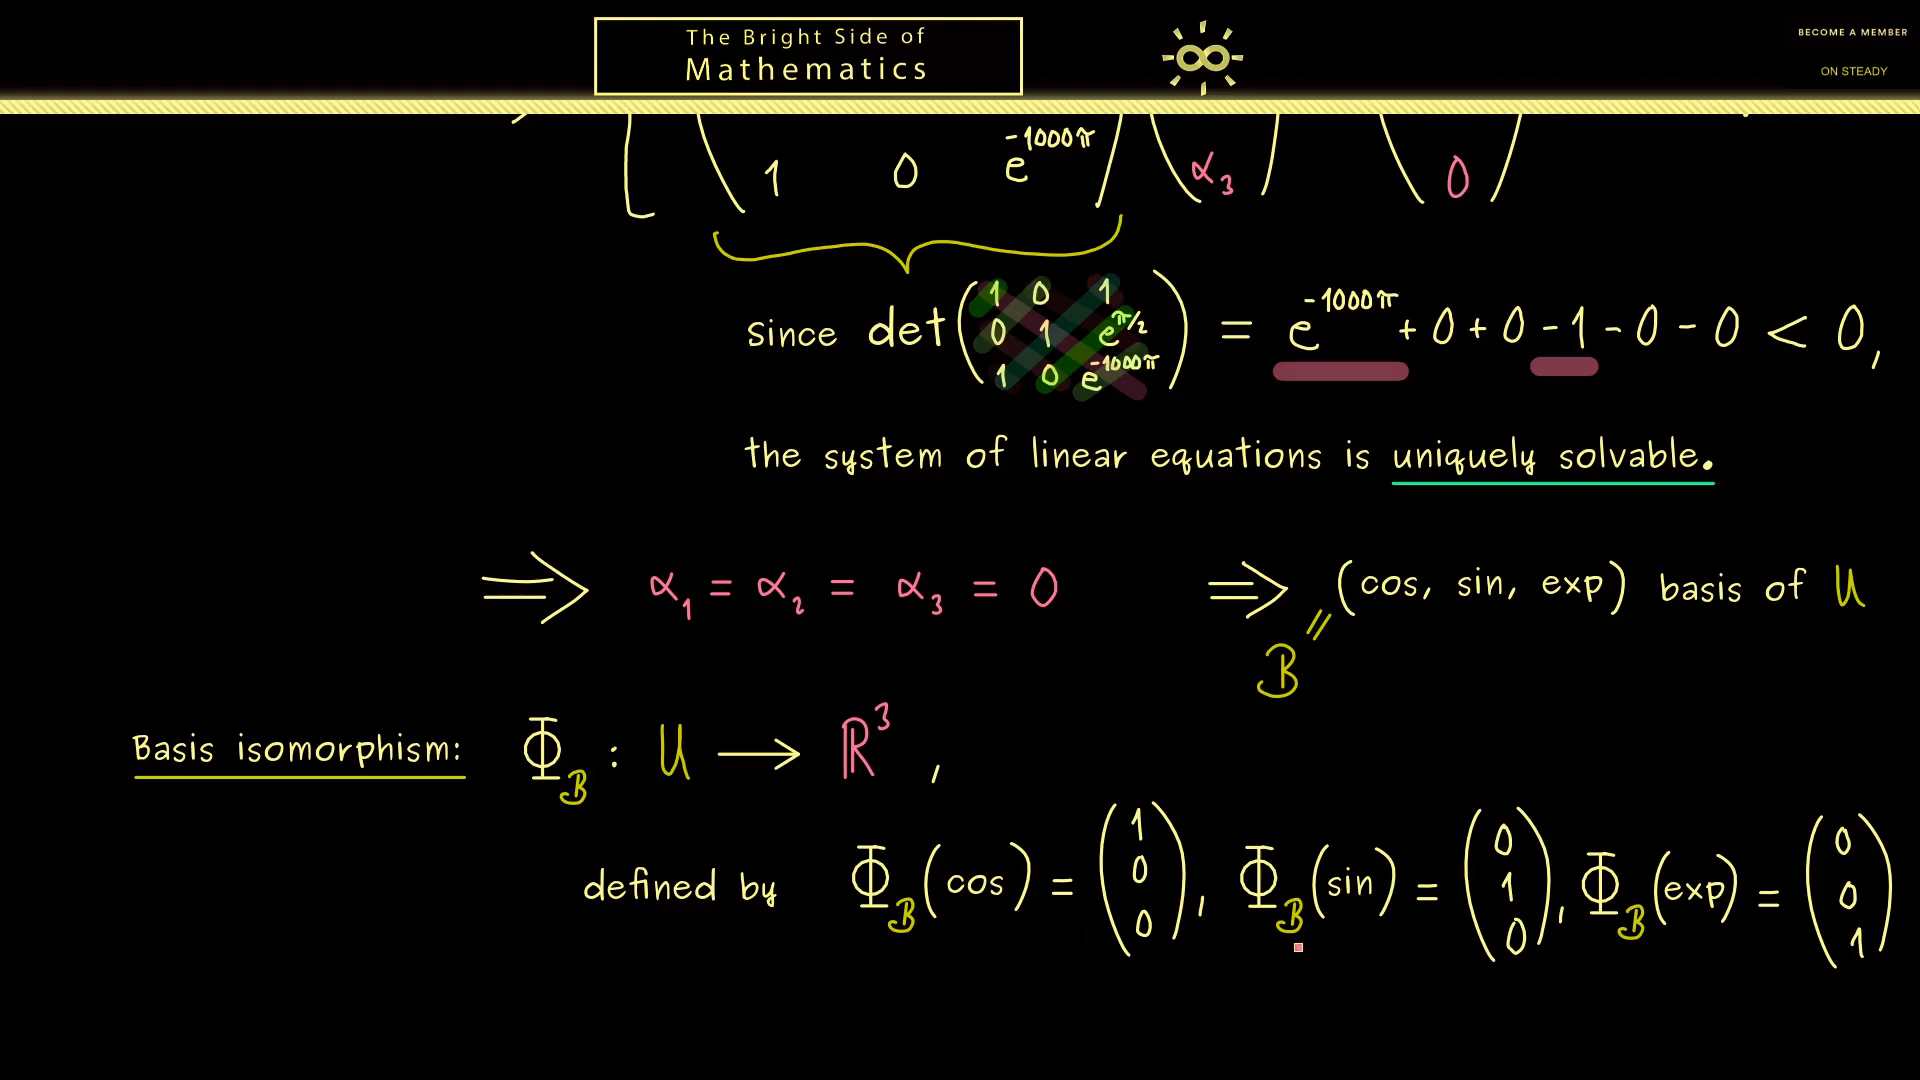 The Bright Side of
Mathematics
BECOME A MEMBER
ON STEADY
1 0 e^{-1000π} α₃ 0
since det ( 1 0 1
0 1 e^{π/2}
1 0 e^{-1000π} ) = e^{-1000π} + 0 + 0 - 1 - 0 - 0 < 0,
the system of linear equations is uniquely solvable.
⇒ α₁ = α₂ = α₃ = 0 ⇒ (cos, sin, exp) basis of U
B =
Basis isomorphism: Φ_B : U → ℝ³,
defined by Φ_B(cos) = (1 0 0), Φ_B(sin) = (0 1 0), Φ_B(exp) = (0 0 1)